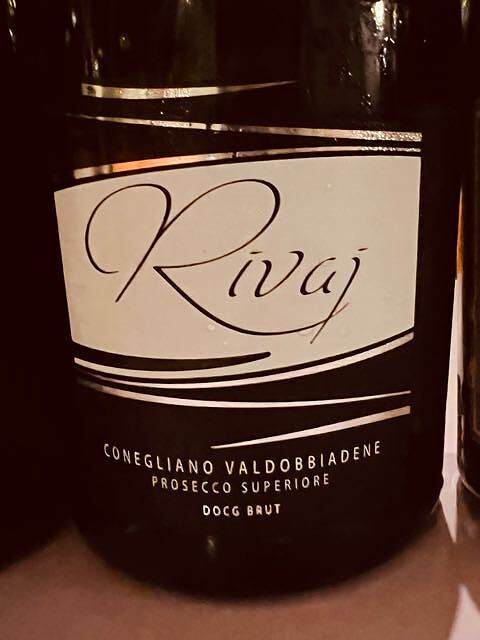 Rivaj
CONEGLIANO VALDOBBIADENE
PROSECCO SUPERIORE
DOCG BRUT